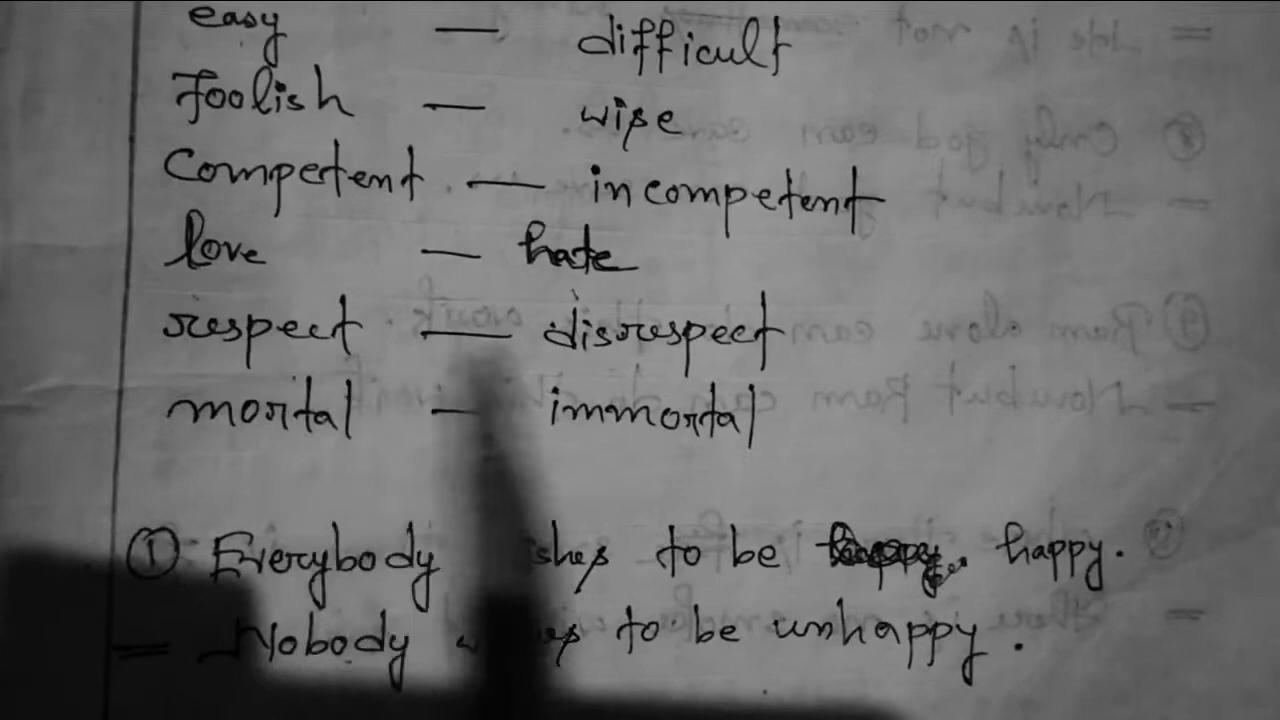 easy — difficult
Foolish — wise
Competent — incompetent
love — hate
respect — disrespect
mortal — immortal
① Everybody to be happy.
= Nobody to be unhappy.